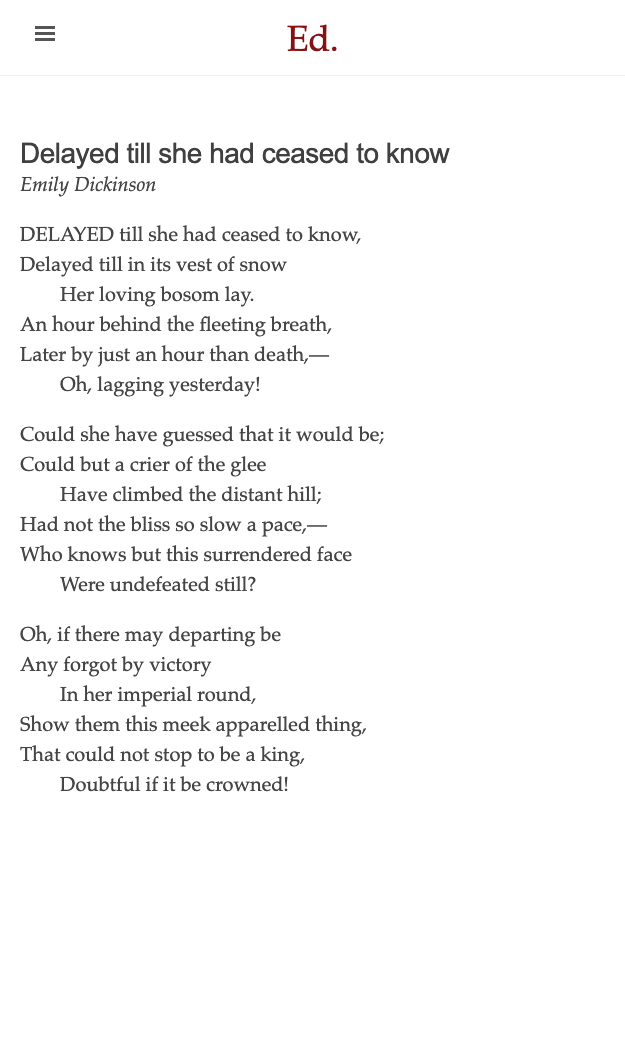 Ed.
Delayed till she had ceased to know
Emily Dickinson
DELAYED till she had ceased to know,
Delayed till in its vest of snow
Her loving bosom lay.
An hour behind the fleeting breath,
Later by just an hour than death,—
Oh, lagging yesterday!
Could she have guessed that it would be;
Could but a crier of the glee
Have climbed the distant hill;
Had not the bliss so slow a pace,—
Who knows but this surrendered face
Were undefeated still?
Oh, if there may departing be
Any forgot by victory
In her imperial round,
Show them this meek apparelled thing,
That could not stop to be a king,
Doubtful if it be crowned!